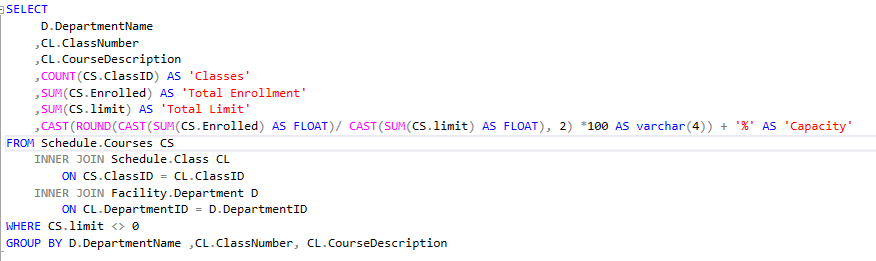 SELECT
D.DepartmentName
,CL.ClassNumber
,CL.CourseDescription
,COUNT(CS.ClassID) AS 'Classes'
,SUM(CS.Enrolled) AS 'Total Enrollment'
,SUM(CS.limit) AS 'Total Limit'
,CAST(ROUND(CAST(SUM(CS.Enrolled) AS FLOAT)/ CAST(SUM(CS.limit) AS FLOAT), 2) *100 AS varchar(4)) + '%' AS 'Capacity'
FROM Schedule.Courses CS
INNER JOIN Schedule.Class CL
ON CS.ClassID = CL.ClassID
INNER JOIN Facility.Department D
ON CL.DepartmentID = D.DepartmentID
WHERE CS.limit <> 0
GROUP BY D.DepartmentName ,CL.ClassNumber, CL.CourseDescription